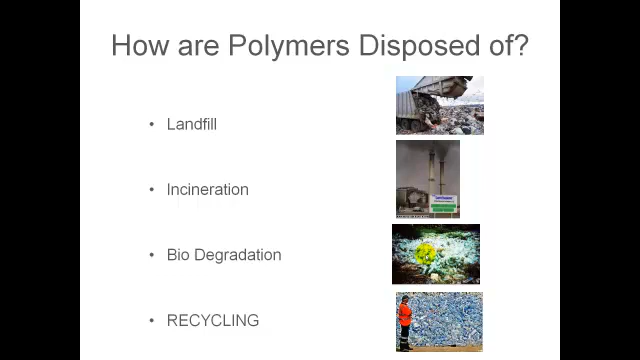 How are Polymers Disposed of?
• Landfill
• Incineration
• Bio Degradation
• RECYCLING